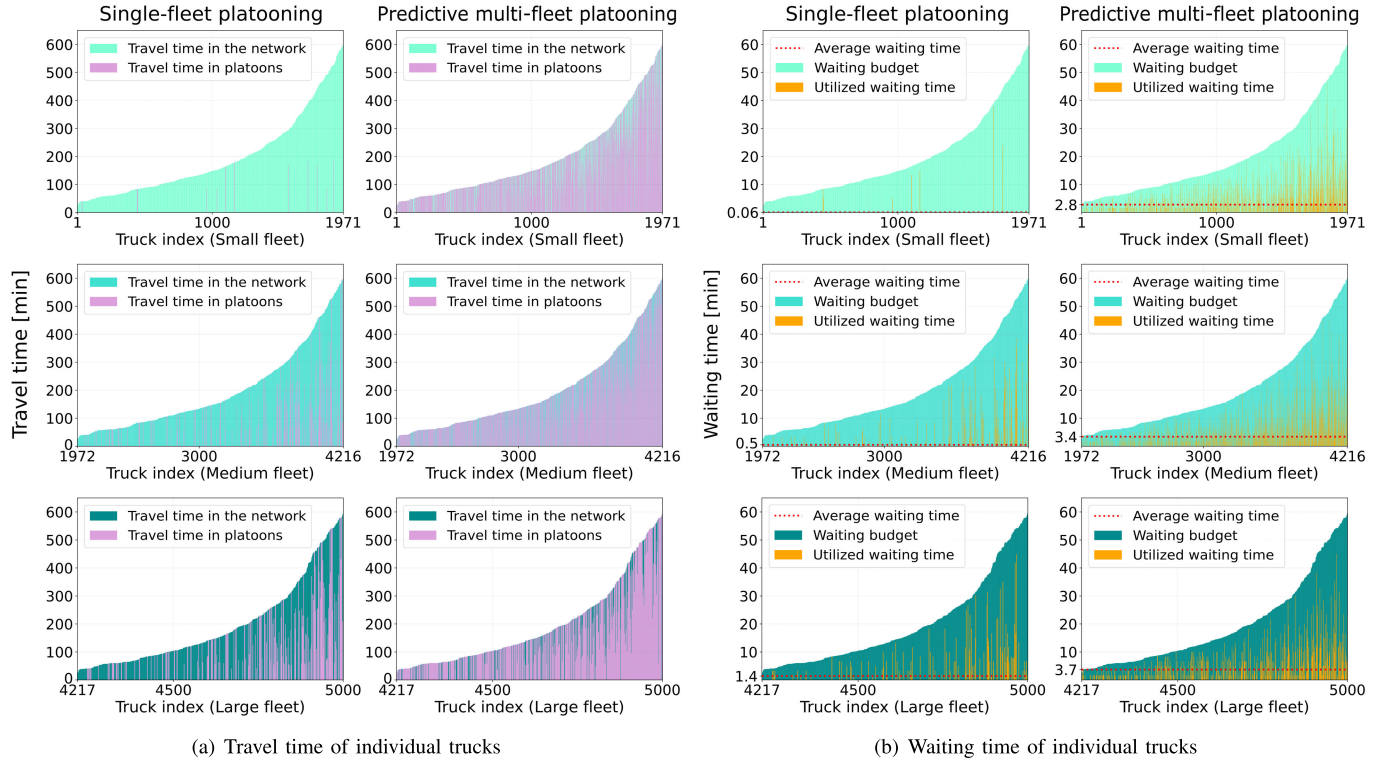 Single-fleet platooning
Predictive multi-fleet platooning
Single-fleet platooning
Predictive multi-fleet platooning
Travel time [min]
600
500
400
300
200
100
0
Travel time in the network
Travel time in platoons
1
1000
1971
Truck index (Small fleet)
600
500
400
300
200
100
0
Travel time in the network
Travel time in platoons
1
1000
1971
Truck index (Small fleet)
Waiting time [min]
60
50
40
30
20
10
0.06
Average waiting time
Waiting budget
Utilized waiting time
1
1000
1971
Truck index (Small fleet)
60
50
40
30
20
10
2.8
Average waiting time
Waiting budget
Utilized waiting time
1
1000
1971
Truck index (Small fleet)
600
500
400
300
200
100
0
Travel time in the network
Travel time in platoons
1972
3000
4216
Truck index (Medium fleet)
600
500
400
300
200
100
0
Travel time in the network
Travel time in platoons
1972
3000
4216
Truck index (Medium fleet)
60
50
40
30
20
10
0.5
Average waiting time
Waiting budget
Utilized waiting time
1972
3000
4216
Truck index (Medium fleet)
60
50
40
30
20
10
3.4
Average waiting time
Waiting budget
Utilized waiting time
1972
3000
4216
Truck index (Medium fleet)
600
500
400
300
200
100
0
Travel time in the network
Travel time in platoons
4217
4500
5000
Truck index (Large fleet)
600
500
400
300
200
100
0
Travel time in the network
Travel time in platoons
4217
4500
5000
Truck index (Large fleet)
60
50
40
30
20
10
1.4
Average waiting time
Waiting budget
Utilized waiting time
4217
4500
5000
Truck index (Large fleet)
60
50
40
30
20
10
3.7
Average waiting time
Waiting budget
Utilized waiting time
4217
4500
5000
Truck index (Large fleet)
(a) Travel time of individual trucks
(b) Waiting time of individual trucks